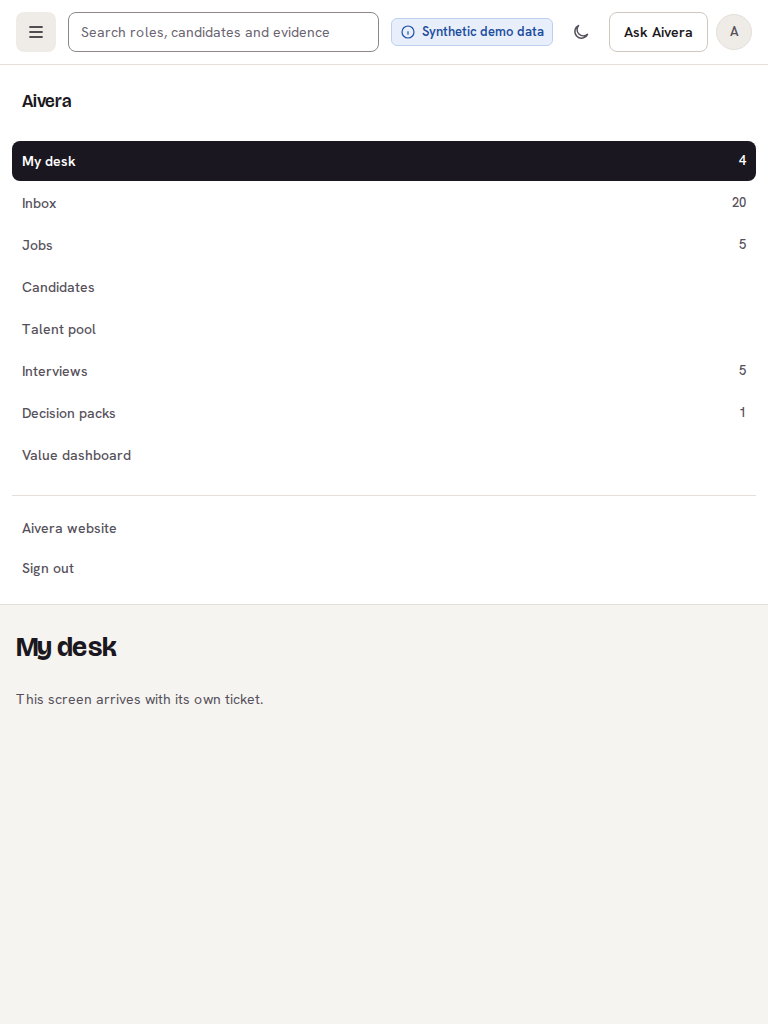 Search roles, candidates and evidence
Synthetic demo data
Ask Aivera
A
Aivera
My desk 4
Inbox 20
Jobs 5
Candidates
Talent pool
Interviews 5
Decision packs 1
Value dashboard
Aivera website
Sign out
My desk
This screen arrives with its own ticket.